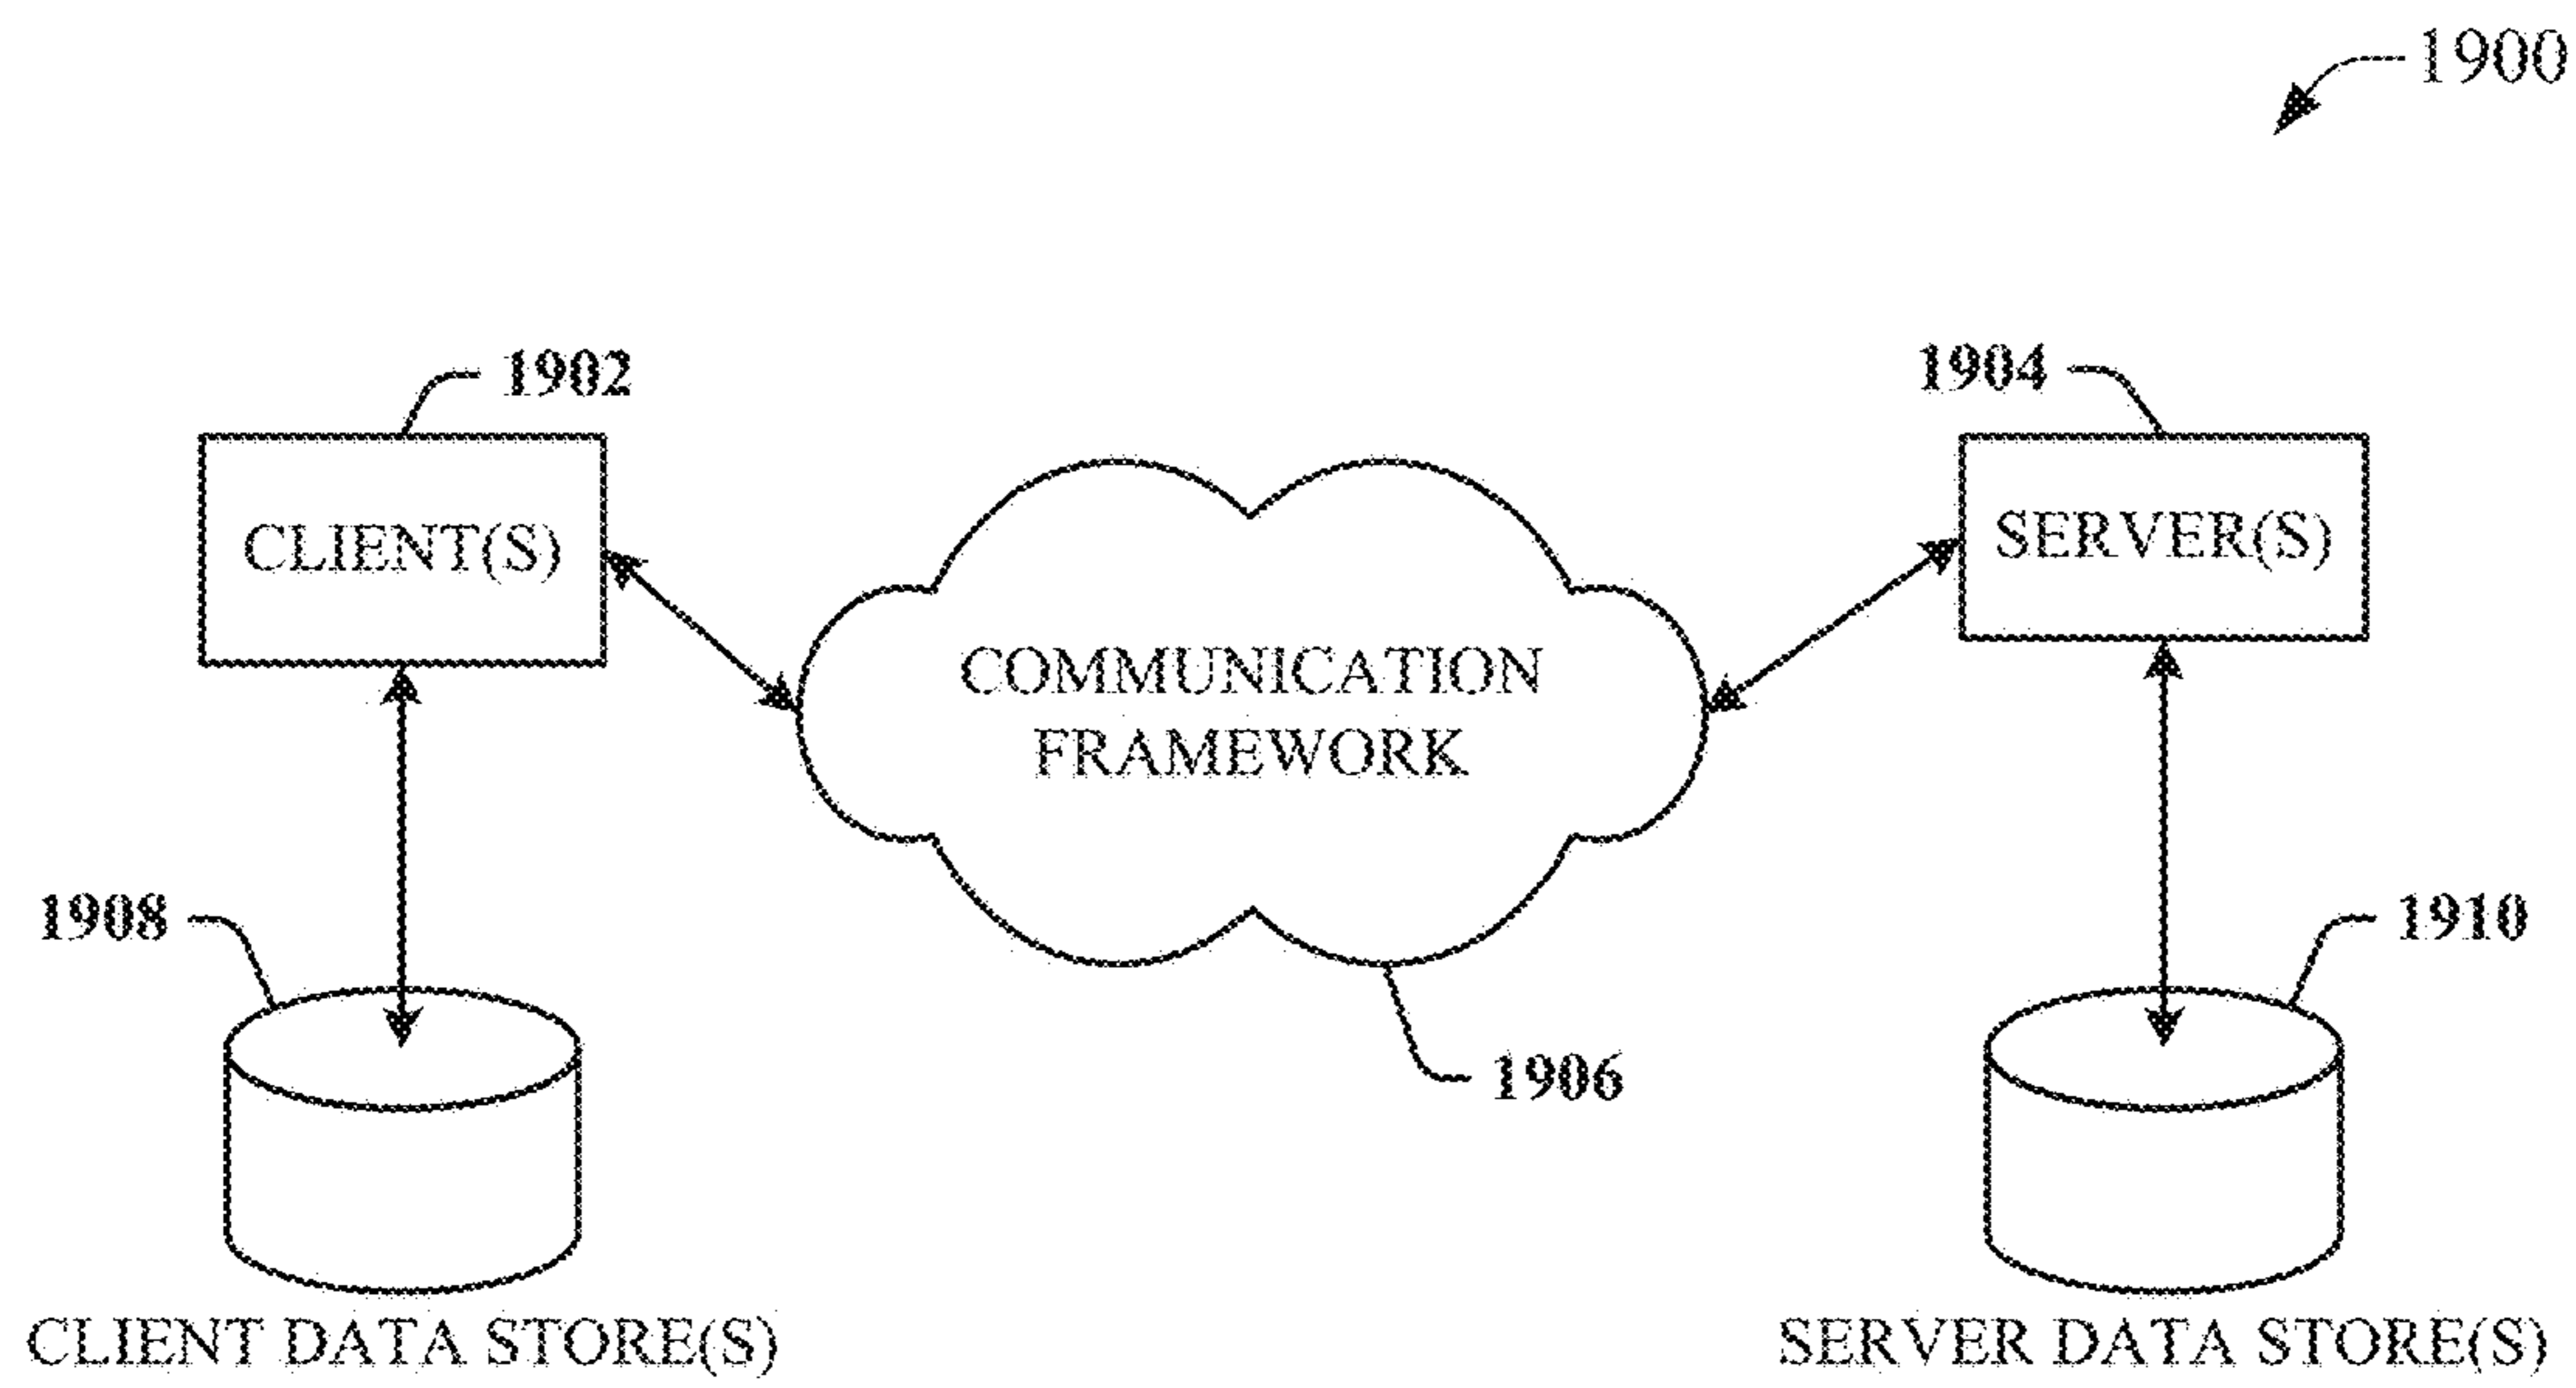 1900
1902
1904
CLIENT(S)
SERVER(S)
COMMUNICATION
FRAMEWORK
1908
1910
1906
CLIENT DATA STORE(S)
SERVER DATA STORE(S)